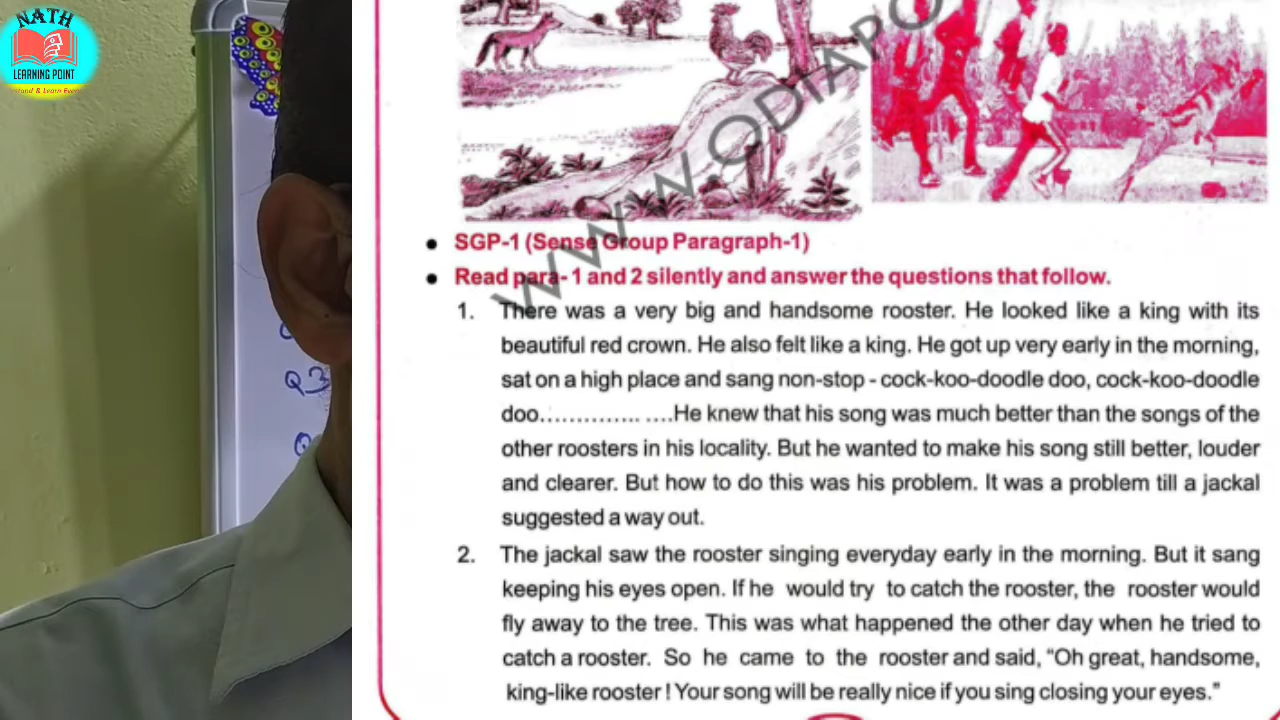 NATH
LEARNING POINT
WWW.ODIAPO
Q3
• SGP-1 (Sense Group Paragraph-1)
• Read para- 1 and 2 silently and answer the questions that follow.
1. There was a very big and handsome rooster. He looked like a king with its
beautiful red crown. He also felt like a king. He got up very early in the morning,
sat on a high place and sang non-stop - cock-koo-doodle doo, cock-koo-doodle
doo.............. ....He knew that his song was much better than the songs of the
other roosters in his locality. But he wanted to make his song still better, louder
and clearer. But how to do this was his problem. It was a problem till a jackal
suggested a way out.
2. The jackal saw the rooster singing everyday early in the morning. But it sang
keeping his eyes open. If he would try to catch the rooster, the rooster would
fly away to the tree. This was what happened the other day when he tried to
catch a rooster. So he came to the rooster and said, “Oh great, handsome,
king-like rooster ! Your song will be really nice if you sing closing your eyes.”